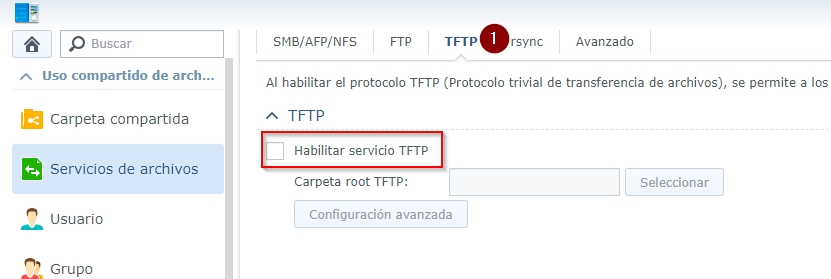 Buscar
SMB/AFP/NFS FTP TFTP 1 rsync Avanzado
Uso compartido de arch...
Al habilitar el protocolo TFTP (Protocolo trivial de transferencia de archivos), se permite a los
TFTP
Carpeta compartida
Habilitar servicio TFTP
Servicios de archivos
Carpeta root TFTP: Seleccionar
Usuario
Configuración avanzada
Grupo